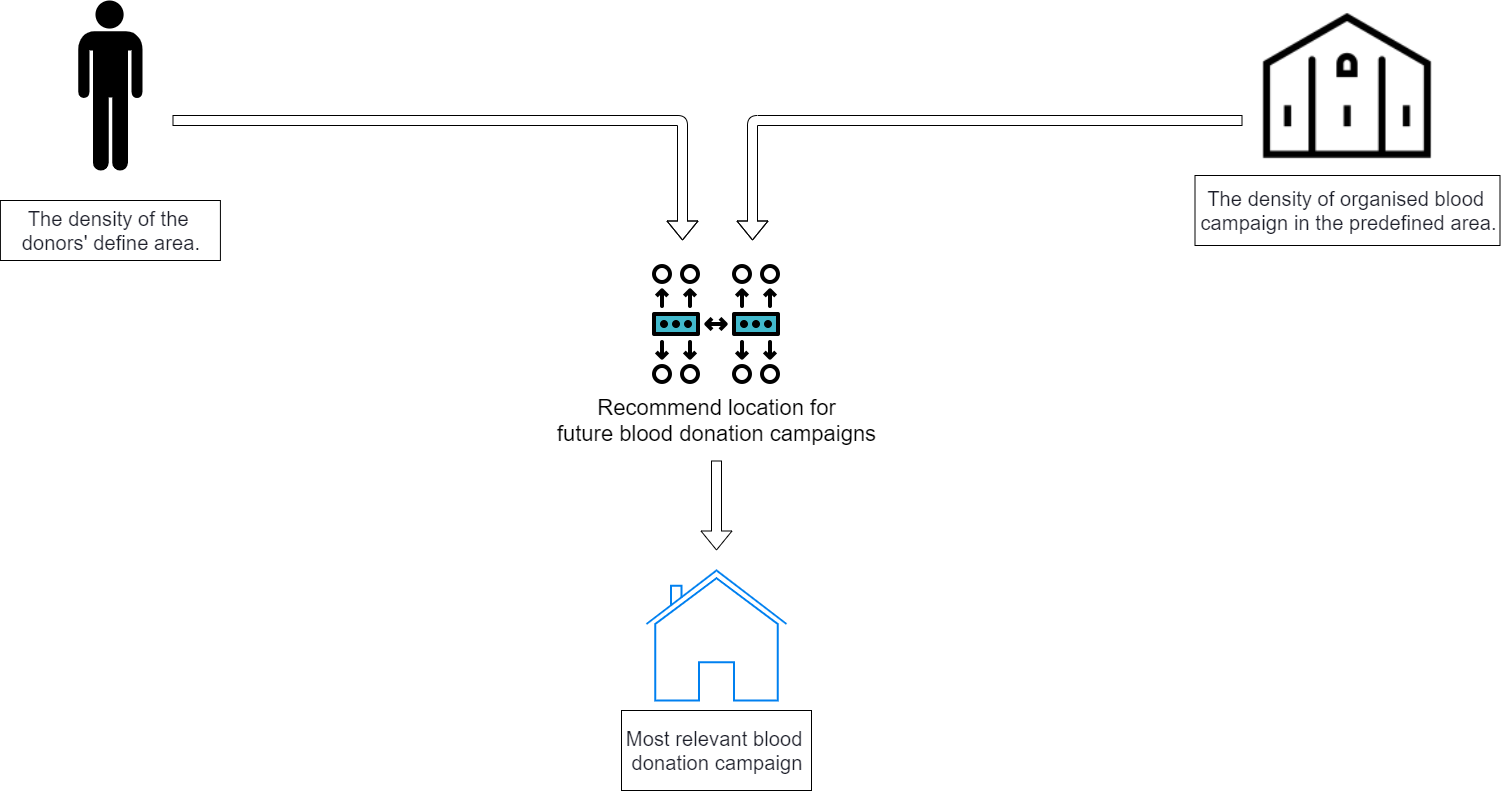 The density of the
donors' define area.
The density of organised blood
campaign in the predefined area.
Recommend location for
future blood donation campaigns
Most relevant blood
donation campaign